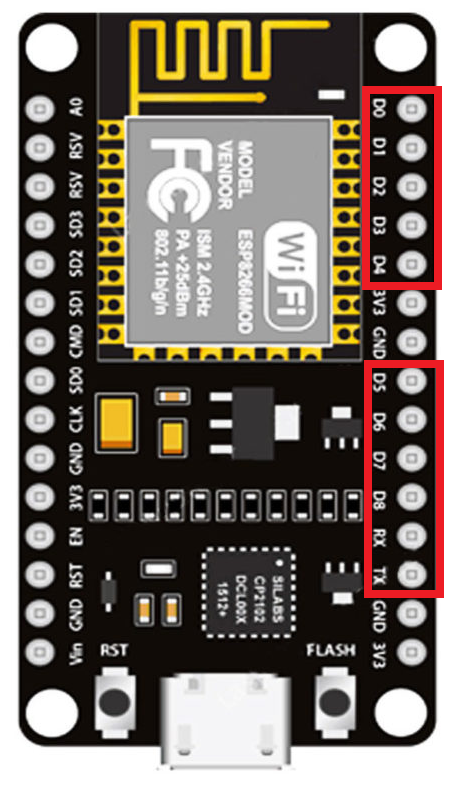 A0
RSV
RSV
SD3
SD2
SD1
CMD
SD0
CLK
GND
3V3
EN
RST
GND
Vin
MODEL
VENDOR
ESP8266MOD
WiFi
FC
ISM 2.4GHz
PA +25dBm
802.11b/g/n
D0
D1
D2
D3
D4
3V3
GND
D5
D6
D7
D8
RX
TX
GND
3V3
SILABS
CP2102
DCL00X
1512+
RST
FLASH